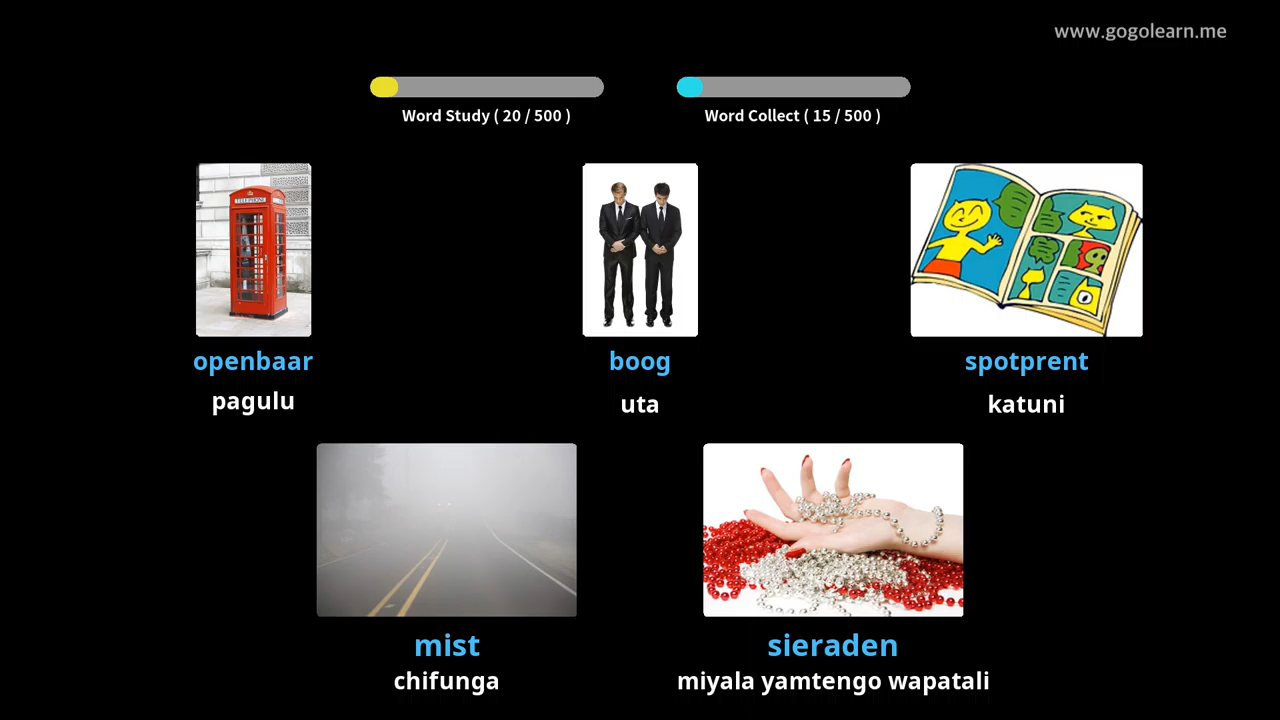 www.gogolearn.me
Word Study ( 20 / 500 )
Word Collect ( 15 / 500 )
TELEPHONE
openbaar
boog
spotprent
pagulu
uta
katuni
mist
sieraden
chifunga
miyala yamtengo wapatali